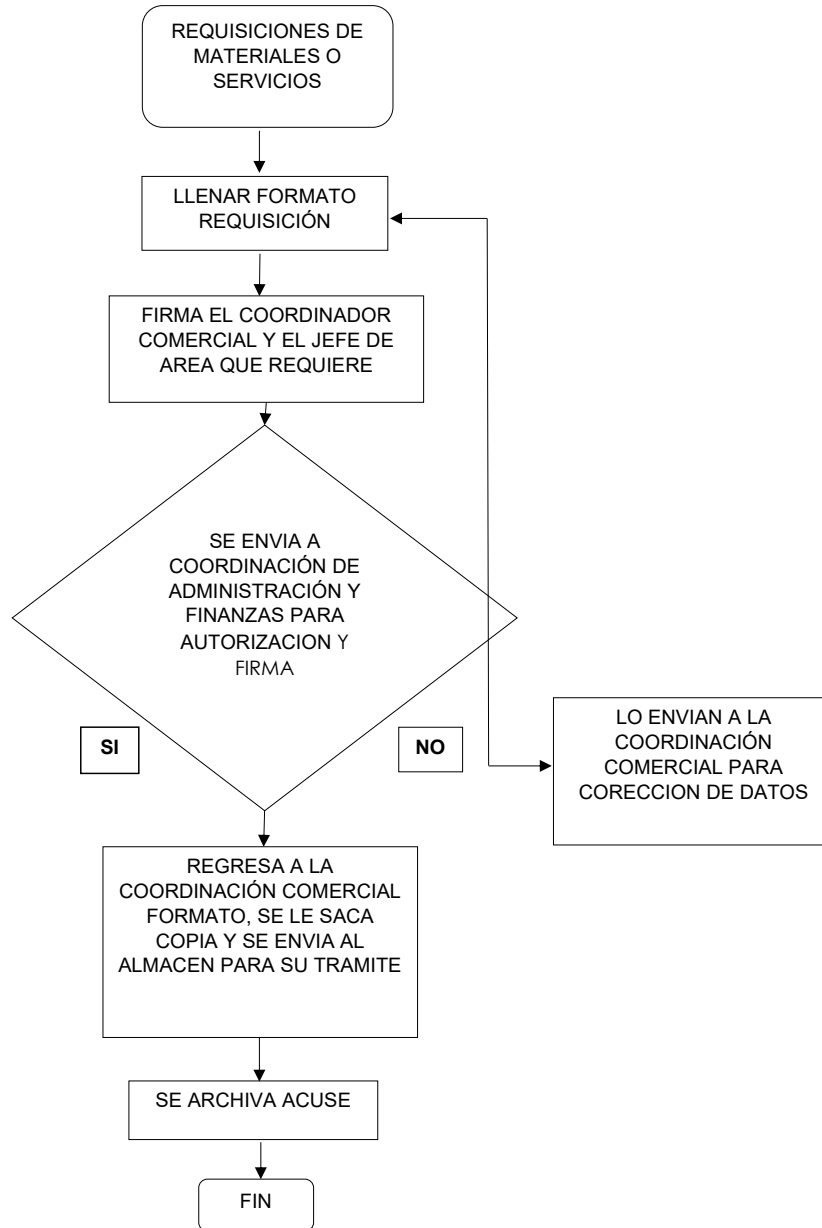 REQUISICIONES DE
MATERIALES O
SERVICIOS
LLENAR FORMATO
REQUISICIÓN
FIRMA EL COORDINADOR
COMERCIAL Y EL JEFE DE
AREA QUE REQUIERE
SE ENVIA A
COORDINACIÓN DE
ADMINISTRACIÓN Y
FINANZAS PARA
AUTORIZACION Y
FIRMA
SI
NO
LO ENVIAN A LA
COORDINACIÓN
COMERCIAL PARA
CORECCION DE DATOS
REGRESA A LA
COORDINACIÓN COMERCIAL
FORMATO, SE LE SACA
COPIA Y SE ENVIA AL
ALMACEN PARA SU TRAMITE
SE ARCHIVA ACUSE
FIN